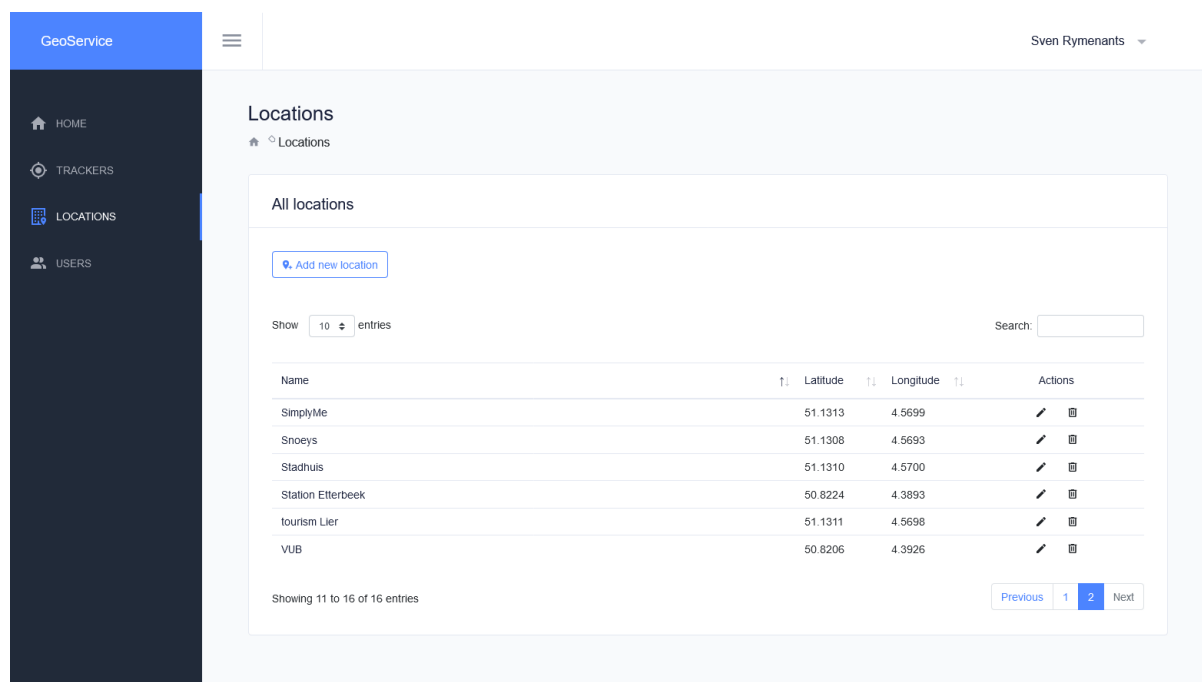 GeoService
Sven Rymenants
HOME
TRACKERS
LOCATIONS
USERS
Locations
Locations
All locations
Add new location
Show 10 entries
Search:
Name Latitude Longitude Actions
SimplyMe 51.1313 4.5699
Snoeys 51.1308 4.5693
Stadhuis 51.1310 4.5700
Station Etterbeek 50.8224 4.3893
tourism Lier 51.1311 4.5698
VUB 50.8206 4.3926
Showing 11 to 16 of 16 entries
Previous 1 2 Next